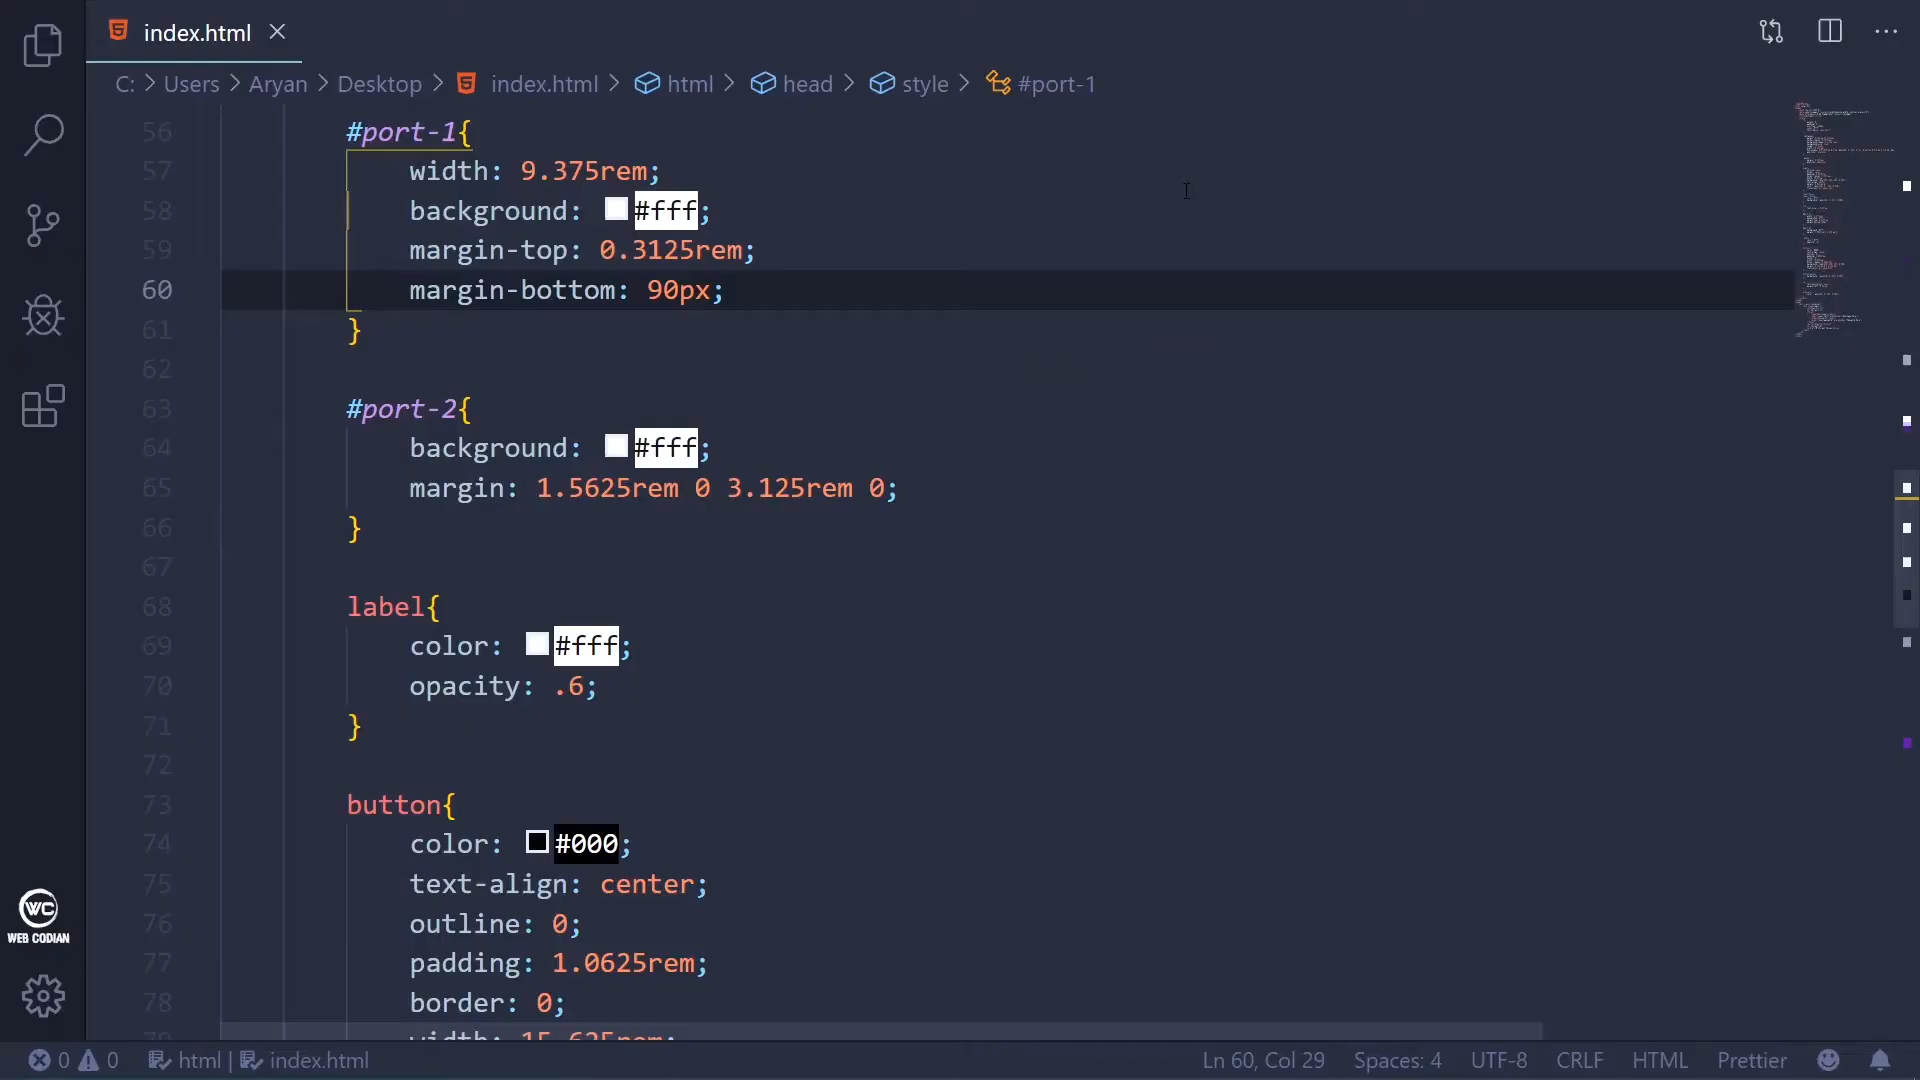 index.html
C: > Users > Aryan > Desktop > index.html > html > head > style > #port-1
56 #port-1{
57 width: 9.375rem;
58 background: #fff;
59 margin-top: 0.3125rem;
60 margin-bottom: 90px;
61 }
62
63 #port-2{
64 background: #fff;
65 margin: 1.5625rem 0 3.125rem 0;
66 }
67
68 label{
69 color: #fff;
70 opacity: .6;
71 }
72
73 button{
74 color: #000;
75 text-align: center;
76 outline: 0;
77 padding: 1.0625rem;
78 border: 0;
79 width: 15.625rem;
WC
WEB CODIAN
0 0 html | index.html Ln 60, Col 29 Spaces: 4 UTF-8 CRLF HTML Prettier